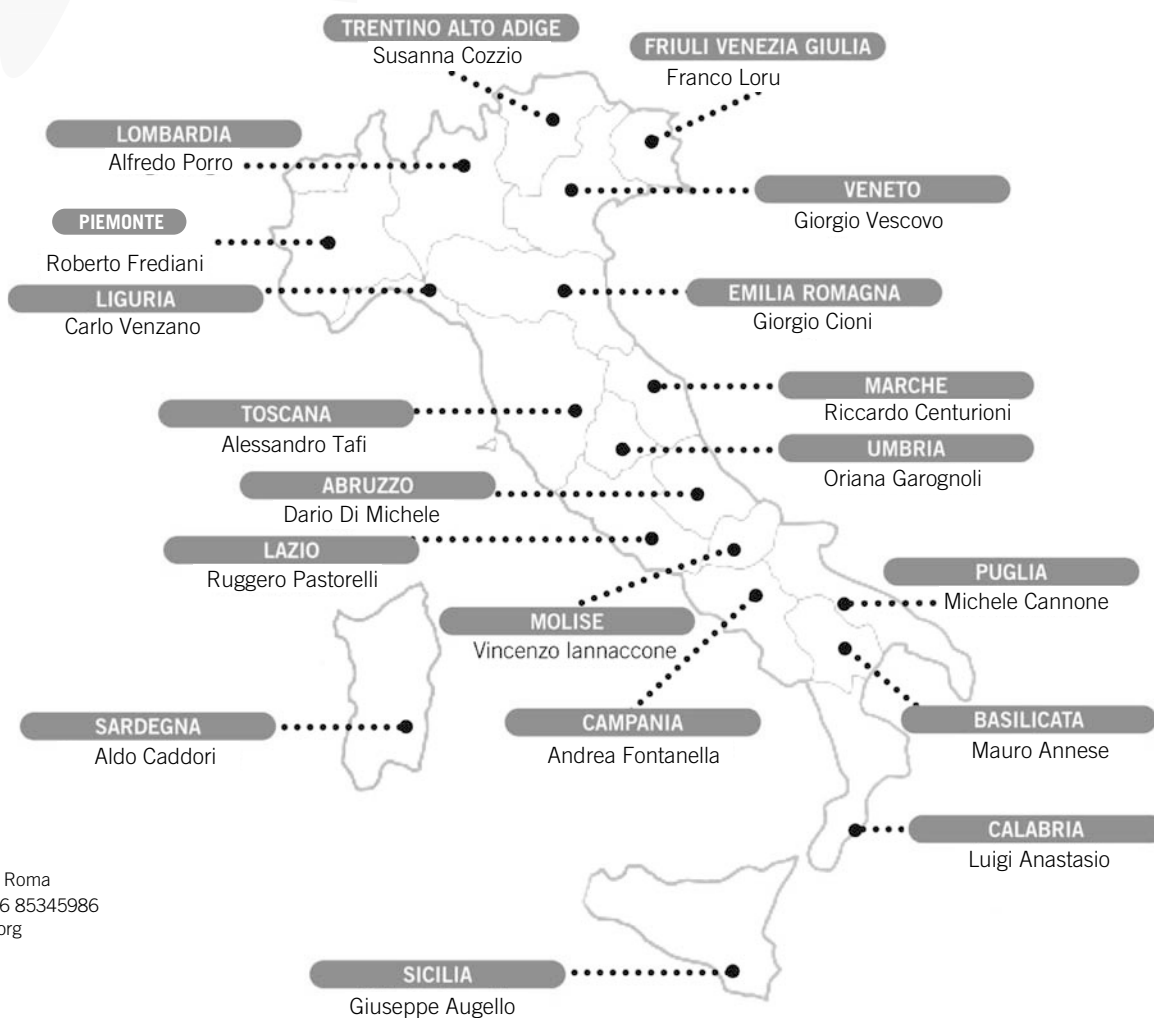 TRENTINO ALTO ADIGE
Susanna Cozzio
FRIULI VENEZIA GIULIA
Franco Loru
LOMBARDIA
Alfredo Porro
VENETO
Giorgio Vescovo
PIEMONTE
Roberto Frediani
LIGURIA
Carlo Venzano
EMILIA ROMAGNA
Giorgio Cioni
MARCHE
Riccardo Centurioni
TOSCANA
Alessandro Tafi
UMBRIA
Oriana Garognoli
ABRUZZO
Dario Di Michele
LAZIO
Ruggero Pastorelli
PUGLIA
Michele Cannone
MOLISE
Vincenzo Iannaccone
SARDEGNA
Aldo Caddori
CAMPANIA
Andrea Fontanella
BASILICATA
Mauro Annese
CALABRIA
Luigi Anastasio
Roma
6 85345986
org
SICILIA
Giuseppe Augello